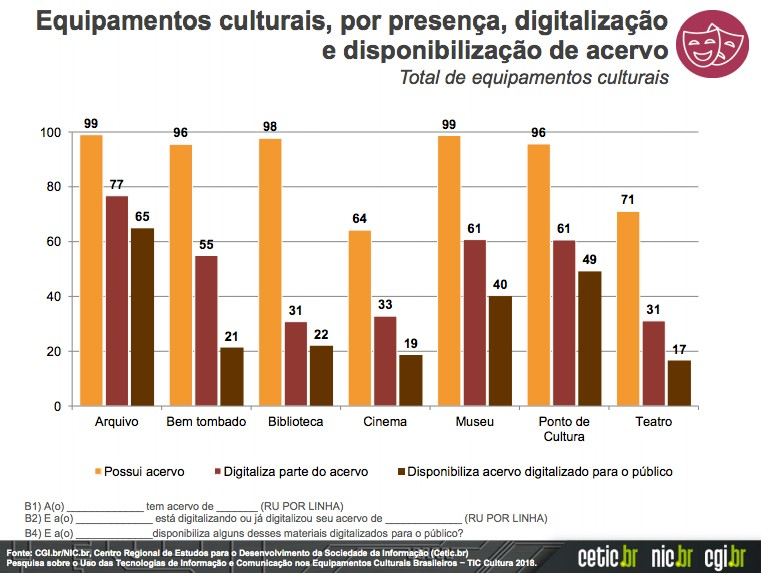 Equipamentos culturais, por presença, digitalização
e disponibilização de acervo
Total de equipamentos culturais
100
80
60
40
20
0
99
77
65
96
55
21
98
31
22
64
33
19
99
61
40
96
61
49
71
31
17
Arquivo
Bem tombado
Biblioteca
Cinema
Museu
Ponto de
Cultura
Teatro
Possui acervo
Digitaliza parte do acervo
Disponibiliza acervo digitalizado para o público
B1) A(o) _____________ tem acervo de _______ (RU POR LINHA)
B2) E a(o) _____________ está digitalizando ou já digitalizou seu acervo de _____________ (RU POR LINHA)
B4) E a(o) _____________disponibiliza alguns desses materiais digitalizados para o público?
Fonte: CGI.br/NIC.br, Centro Regional de Estudos para o Desenvolvimento da Sociedade da Informação (Cetic.br)
Pesquisa sobre o Uso das Tecnologias de Informação e Comunicação nos Equipamentos Culturais Brasileiros – TIC Cultura 2018.
cetic.br nic.br cgi.br